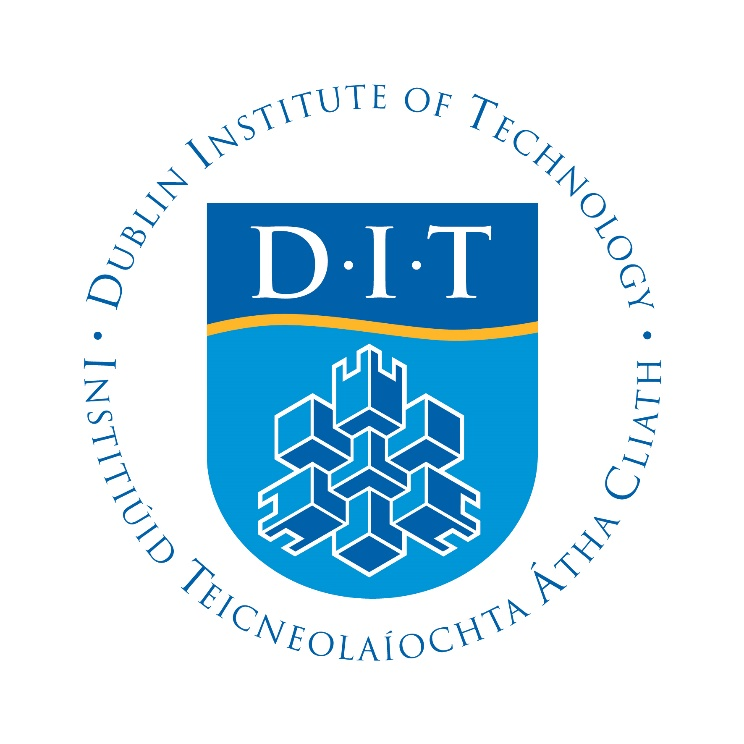 Dublin Institute of Technology
D·I·T
Institiúid Teicneolaíochta Átha Cliath